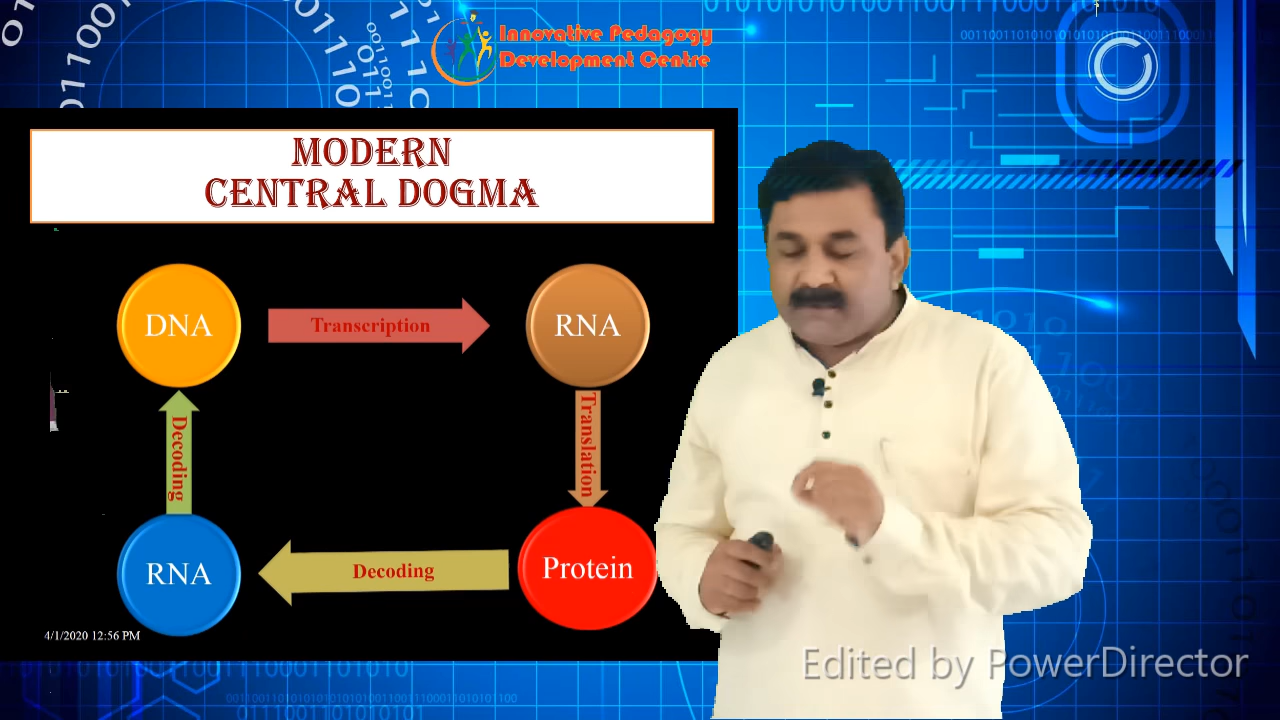 Innovative Pedagogy
Development Centre
MODERN
CENTRAL DOGMA
DNA
Transcription
RNA
Decoding
Translation
RNA
Decoding
Protein
4/1/2020 12:56 PM
Edited by PowerDirector